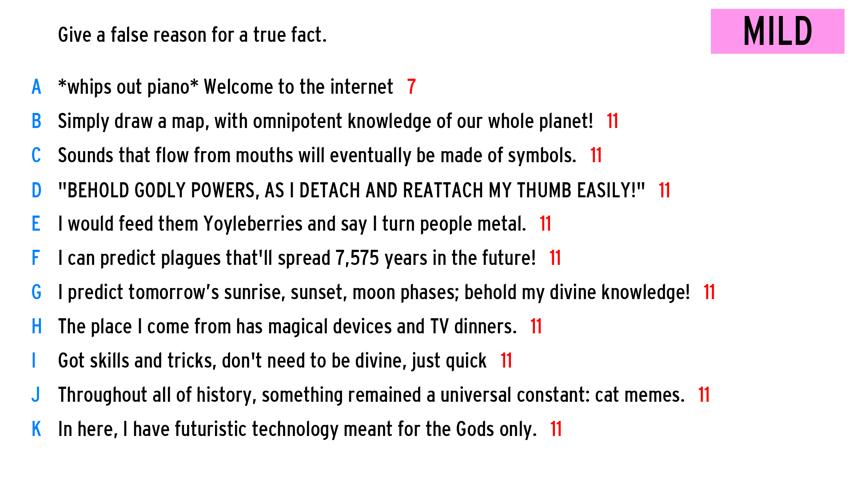 Give a false reason for a true fact.
MILD
A *whips out piano* Welcome to the internet 7
B Simply draw a map, with omnipotent knowledge of our whole planet! 11
C Sounds that flow from mouths will eventually be made of symbols. 11
D "BEHOLD GODLY POWERS, AS I DETACH AND REATTACH MY THUMB EASILY!" 11
E I would feed them Yoyleberries and say I turn people metal. 11
F I can predict plagues that'll spread 7,575 years in the future! 11
G I predict tomorrow’s sunrise, sunset, moon phases; behold my divine knowledge! 11
H The place I come from has magical devices and TV dinners. 11
I Got skills and tricks, don't need to be divine, just quick 11
J Throughout all of history, something remained a universal constant: cat memes. 11
K In here, I have futuristic technology meant for the Gods only. 11